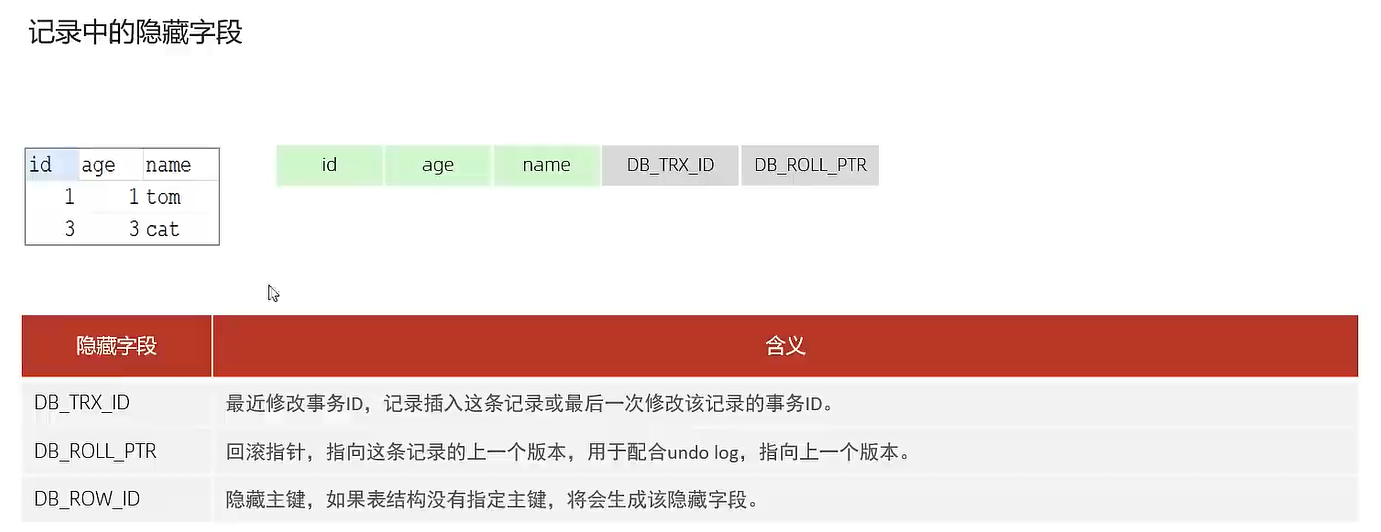 记录中的隐藏字段
id age name
1 1 tom
3 3 cat
id age name DB_TRX_ID DB_ROLL_PTR
隐藏字段 含义
DB_TRX_ID 最近修改事务ID，记录插入这条记录或最后一次修改该记录的事务ID。
DB_ROLL_PTR 回滚指针，指向这条记录的上一个版本，用于配合undo log，指向上一个版本。
DB_ROW_ID 隐藏主键，如果表结构没有指定主键，将会生成该隐藏字段。